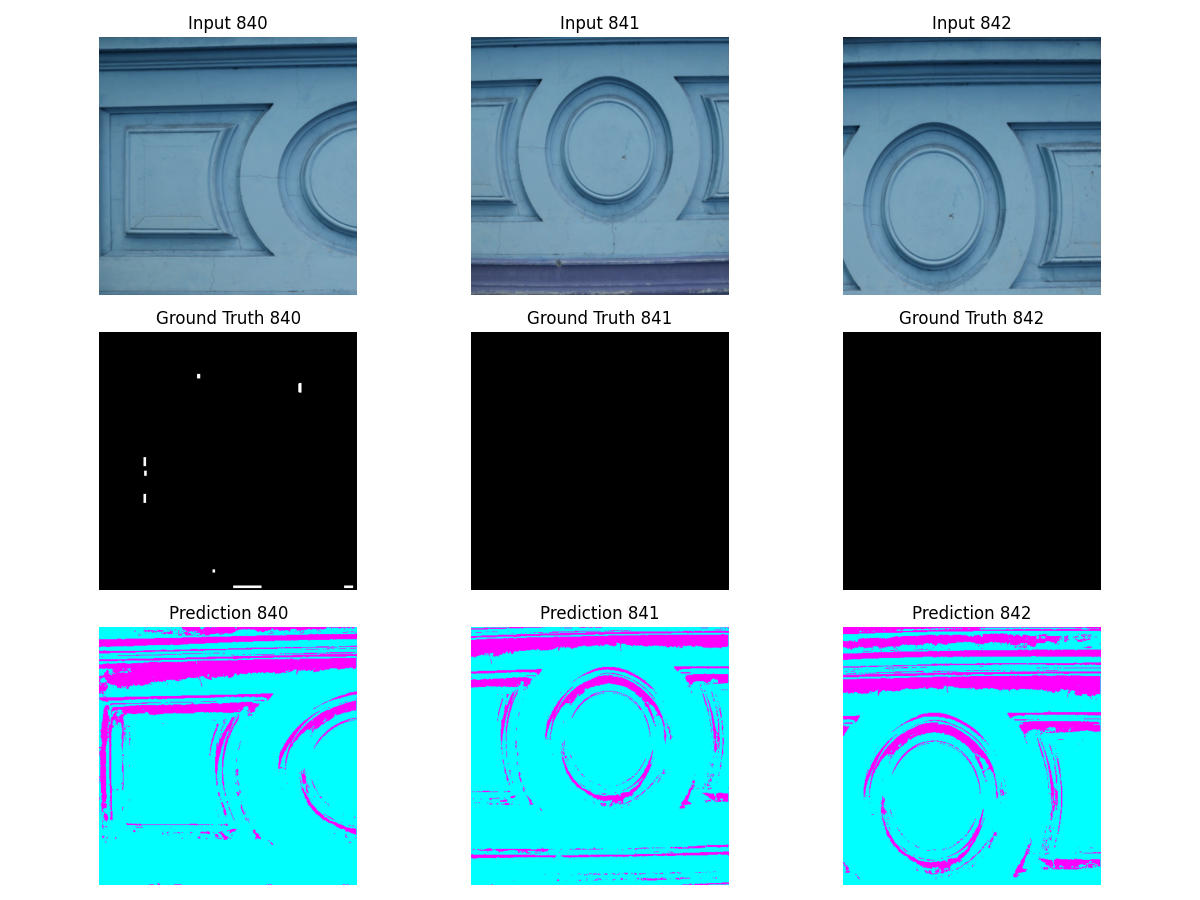 Input 840
Input 841
Input 842
Ground Truth 840
Ground Truth 841
Ground Truth 842
Prediction 840
Prediction 841
Prediction 842